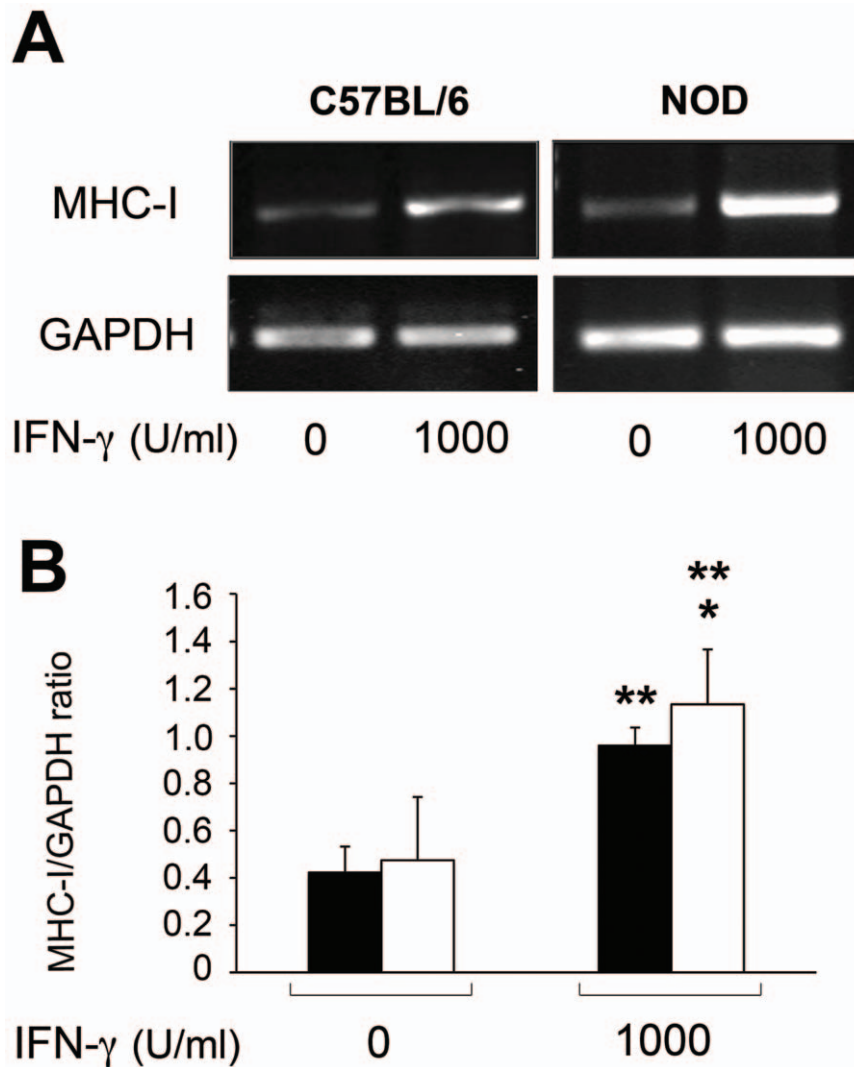 A
C57BL/6 NOD
MHC-I
GAPDH
IFN-γ (U/ml) 0 1000 0 1000
B
MHC-I/GAPDH ratio
1.6
1.4
1.2
1.0
0.8
0.6
0.4
0.2
0
**
**
*
IFN-γ (U/ml) 0 1000